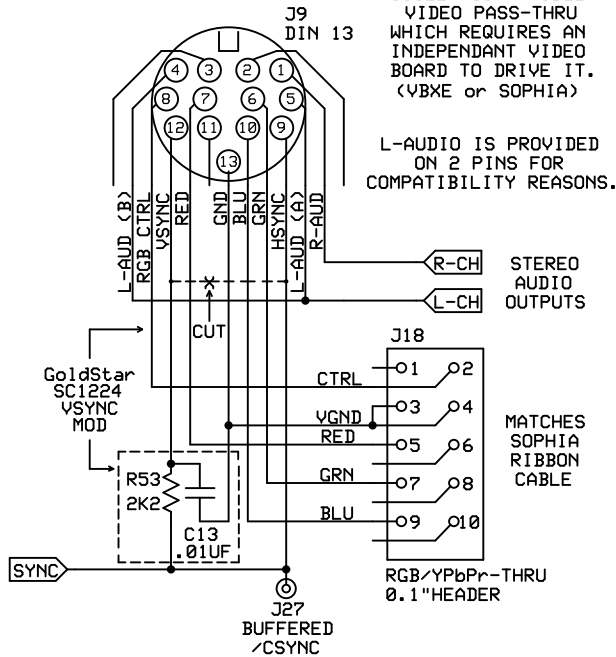 J9
DIN 13
VIDEO PASS-THRU
WHICH REQUIRES AN
INDEPENDANT VIDEO
BOARD TO DRIVE IT.
(VBXE or SOPHIA)
L-AUDIO IS PROVIDED
ON 2 PINS FOR
COMPATIBILITY REASONS.
4
3
2
1
8
7
6
5
12
11
10
9
13
L-AUD (B)
RGB CTRL
VSYNC
RED
GND
BLU
GRN
HSYNC
L-AUD (A)
R-AUD
R-CH
L-CH
STEREO
AUDIO
OUTPUTS
CUT
GoldStar
SC1224
VSYNC
MOD
J18
CTRL
VGND
RED
GRN
BLU
1
2
3
4
5
6
7
8
9
10
MATCHES
SOPHIA
RIBBON
CABLE
R53
2K2
C13
.01UF
SYNC
J27
BUFFERED
/CSYNC
RGB/YPbPr-THRU
0.1"HEADER